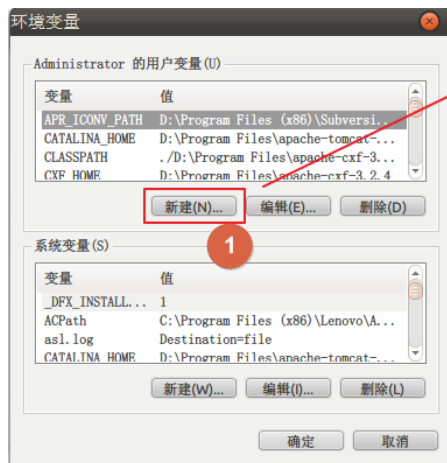 环境变量
Administrator 的用户变量(U)
变量 值
APR_ICONV_PATH D:\Program Files (x86)\Subversi...
CATALINA_HOME D:\Program Files\apache-tomcat-...
CLASSPATH ./D:\Program Files\apache-cxf-3...
CXF_HOME D:\Program Files\apache-cxf-3.2.4
新建(N)... 编辑(E)... 删除(D)
1
系统变量(S)
变量 值
_DFX_INSTALL... 1
ACPath C:\Program Files (x86)\Lenovo\A...
asl.log Destination=file
CATALINA_HOME D:\Program Files\apache-tomcat-...
新建(W)... 编辑(I)... 删除(L)
确定 取消